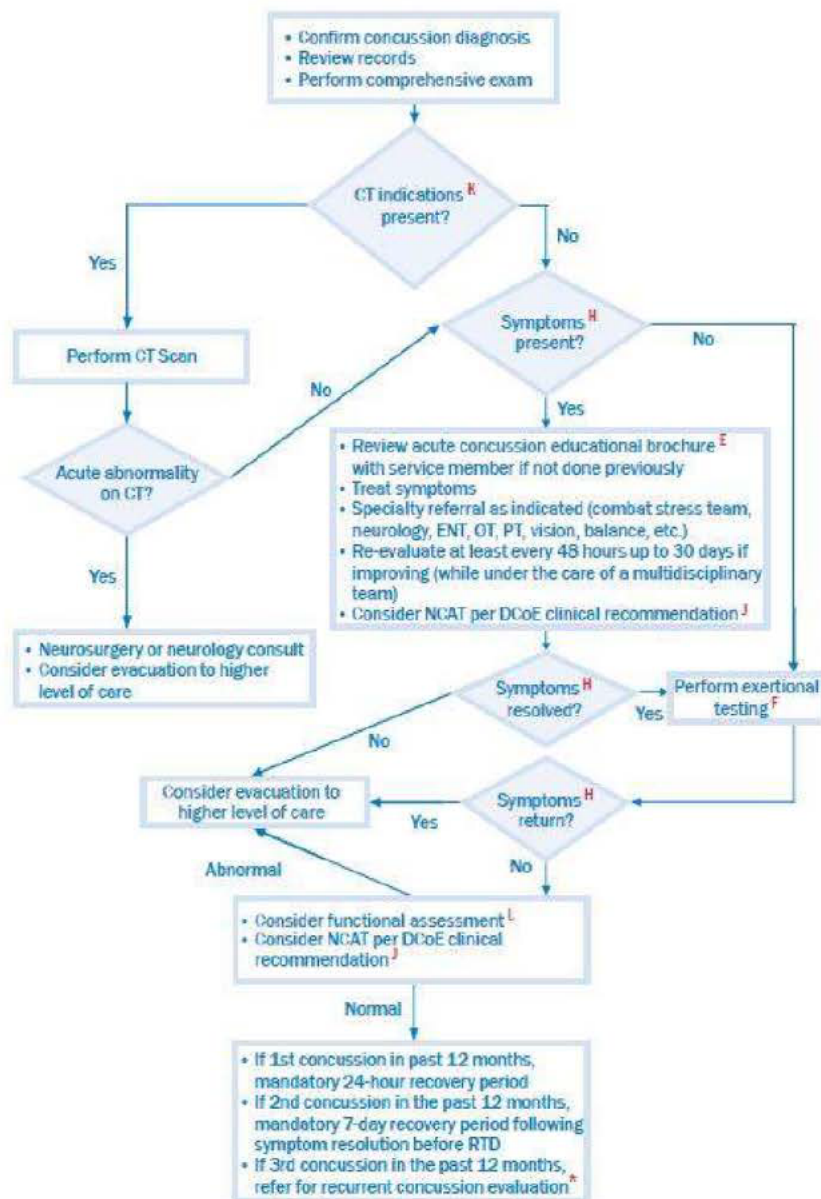 • Confirm concussion diagnosis
• Review records
• Perform comprehensive exam
CT indications K
present?
No
Yes
Symptoms H
present?
No
Perform CT Scan
No
Yes
• Review acute concussion educational brochure E
with service member if not done previously
• Treat symptoms
• Specialty referral as indicated (combat stress team,
neurology, ENT, OT, PT, vision, balance, etc.)
• Re-evaluate at least every 48 hours up to 30 days if
improving (while under the care of a multidisciplinary
team)
• Consider NCAT per DCoE clinical recommendation J
Acute abnormality
on CT?
Yes
• Neurosurgery or neurology consult
• Consider evacuation to higher
level of care
Symptoms H
resolved?
Yes
Perform exertional
testing F
No
Consider evacuation to
higher level of care
Symptoms H
return?
Yes
No
Abnormal
• Consider functional assessment L
• Consider NCAT per DCoE clinical
recommendation J
Normal
• If 1st concussion in past 12 months,
mandatory 24-hour recovery period
• If 2nd concussion in the past 12 months,
mandatory 7-day recovery period following
symptom resolution before RTD
• If 3rd concussion in the past 12 months,
refer for recurrent concussion evaluation*